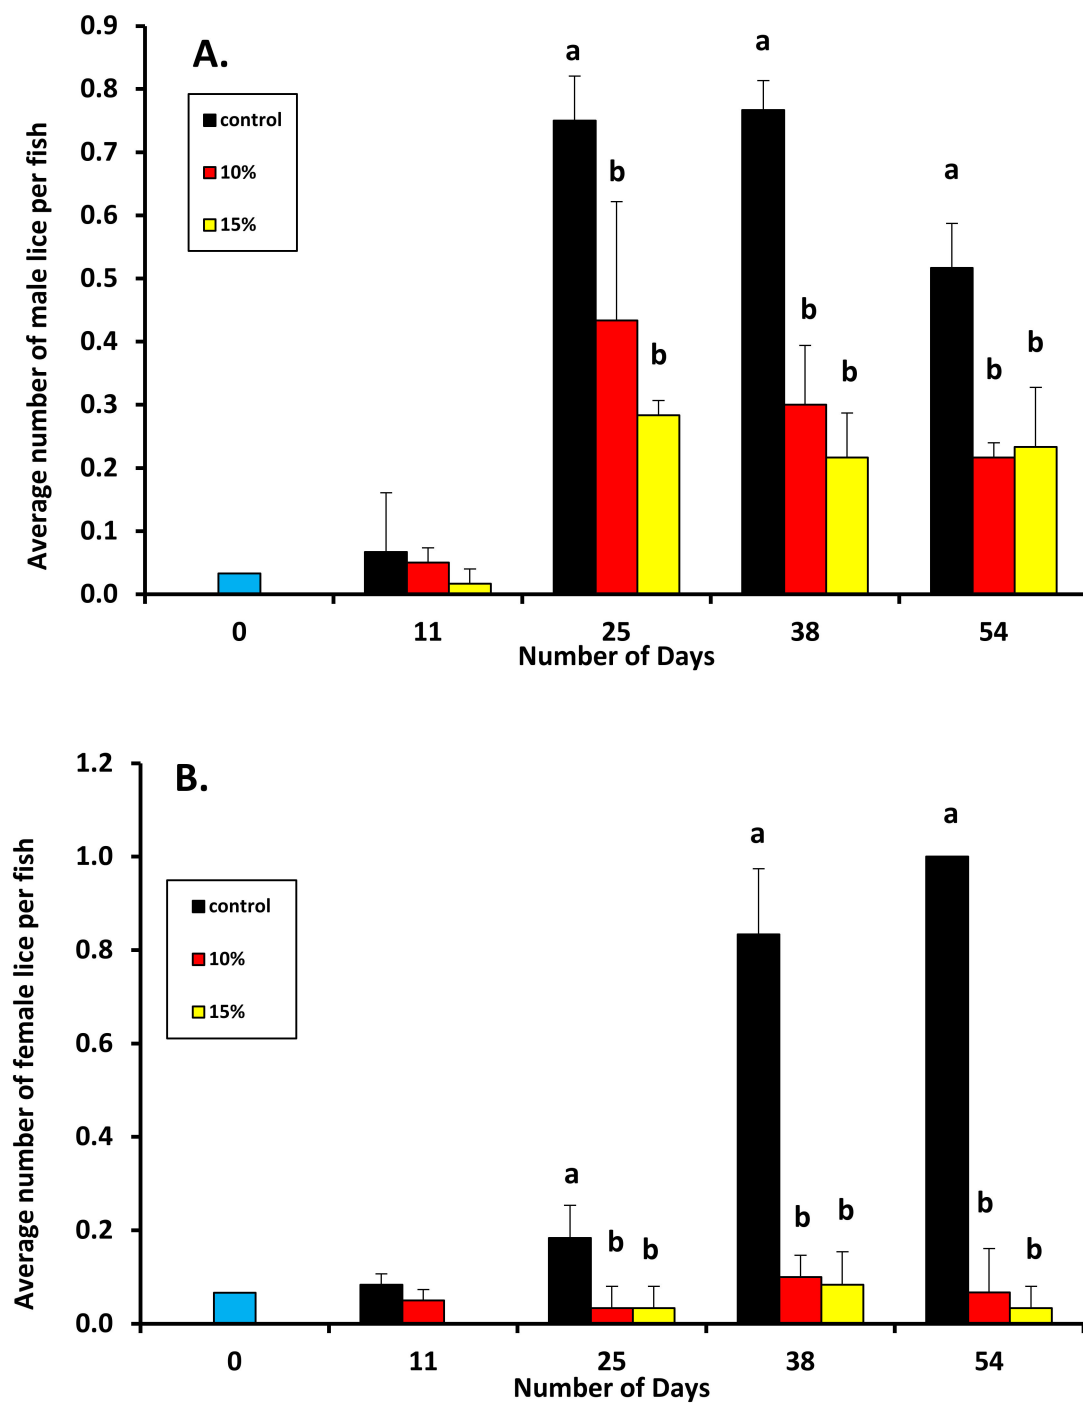 A.
Average number of male lice per fish
0.9
0.8
0.7
0.6
0.5
0.4
0.3
0.2
0.1
0.0
control
10%
15%
a
b
b
a
b
b
a
b
b
0 11 25 38 54
Number of Days
B.
Average number of female lice per fish
1.2
1.0
0.8
0.6
0.4
0.2
0.0
control
10%
15%
a
b
b
a
b
b
a
b
b
0 11 25 38 54
Number of Days